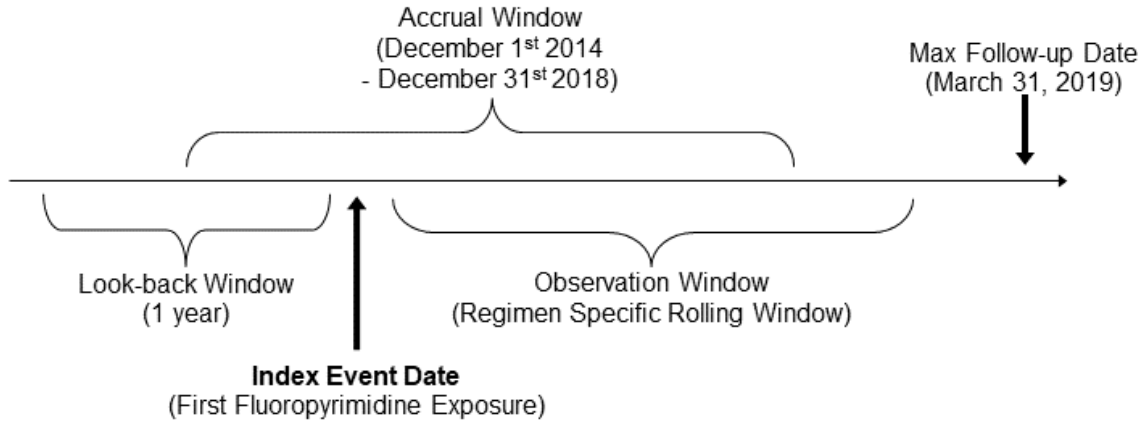 Accrual Window
(December 1st 2014
- December 31st 2018)
Max Follow-up Date
(March 31, 2019)
Look-back Window
(1 year)
Observation Window
(Regimen Specific Rolling Window)
Index Event Date
(First Fluoropyrimidine Exposure)